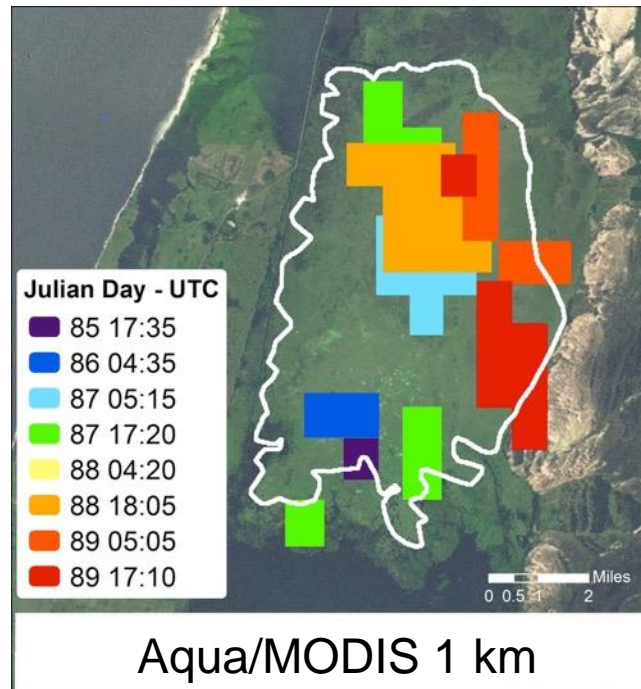 Julian Day - UTC
85 17:35
86 04:35
87 05:15
87 17:20
88 04:20
88 18:05
89 05:05
89 17:10
Miles
0 0.5 1 2
Aqua/MODIS 1 km